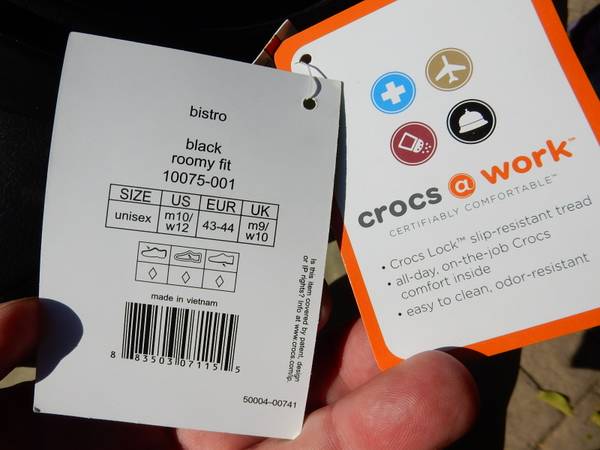 bistro
black
roomy fit
10075-001
SIZE US EUR UK
unisex m10/ w12 43-44 m9/ w10
made in vietnam
8 83503 07115 5
50004-00741
Is this item covered by patent, design
or IP rights? info at www.crocs.com/ip.
crocs @ work™
CERTIFIABLY COMFORTABLE™
• Crocs Lock™ slip-resistant tread
• all-day, on-the-job Crocs
comfort inside
• easy to clean, odor-resistant